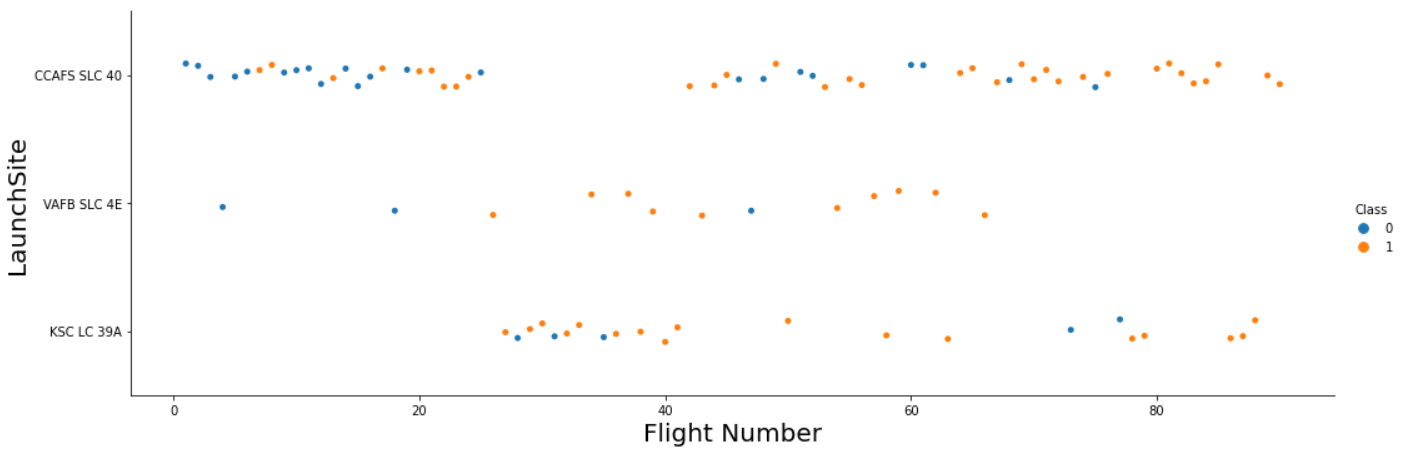 LaunchSite
CCAFS SLC 40
VAFB SLC 4E
KSC LC 39A
0 20 40 60 80
Flight Number
Class
0
1